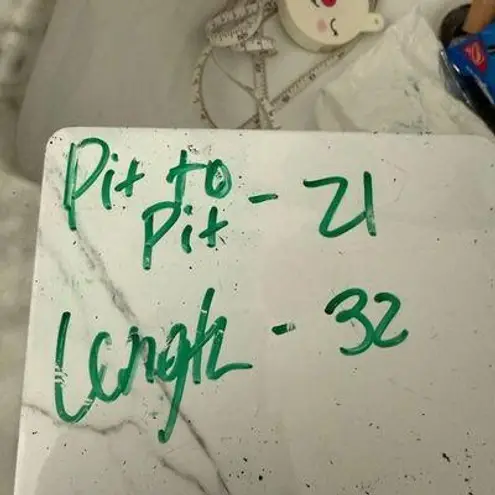 Pit to - 21
Pit
Length - 32